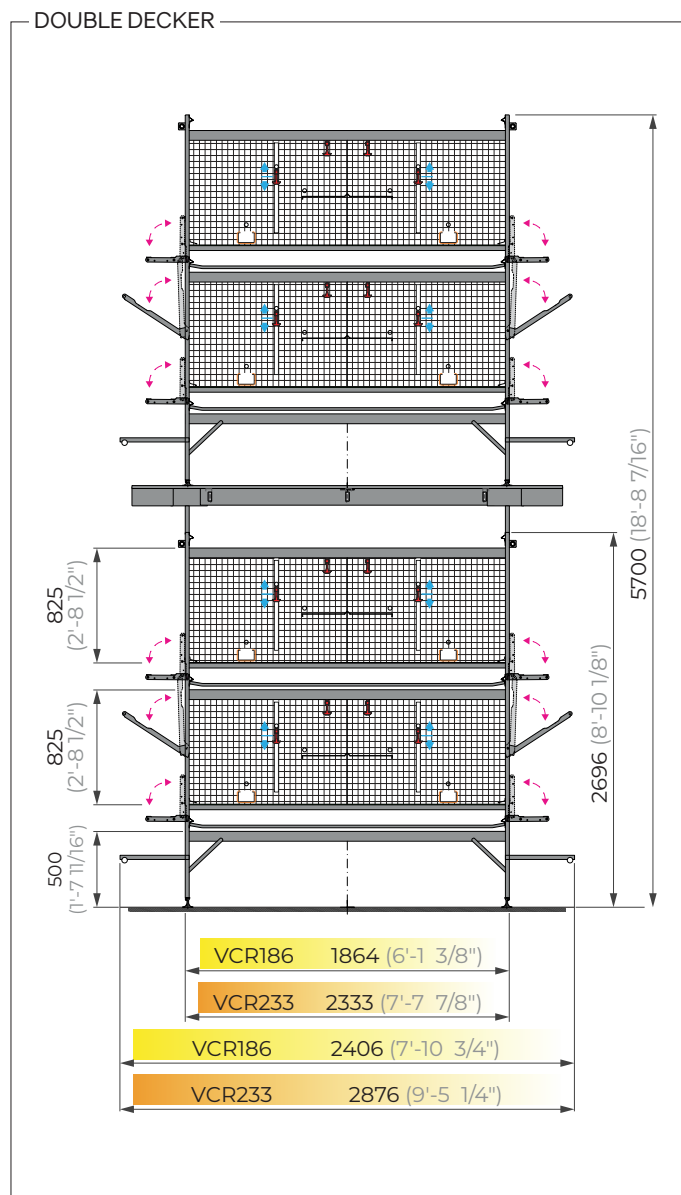 DOUBLE DECKER
5700 (18'-8 7/16")
2696 (8'-10 1/8")
825
(2'-8 1/2")
825
(2'-8 1/2")
500
(1'-7 11/16")
VCR186 1864 (6'-1 3/8")
VCR233 2333 (7'-7 7/8")
VCR186 2406 (7'-10 3/4")
VCR233 2876 (9'-5 1/4")